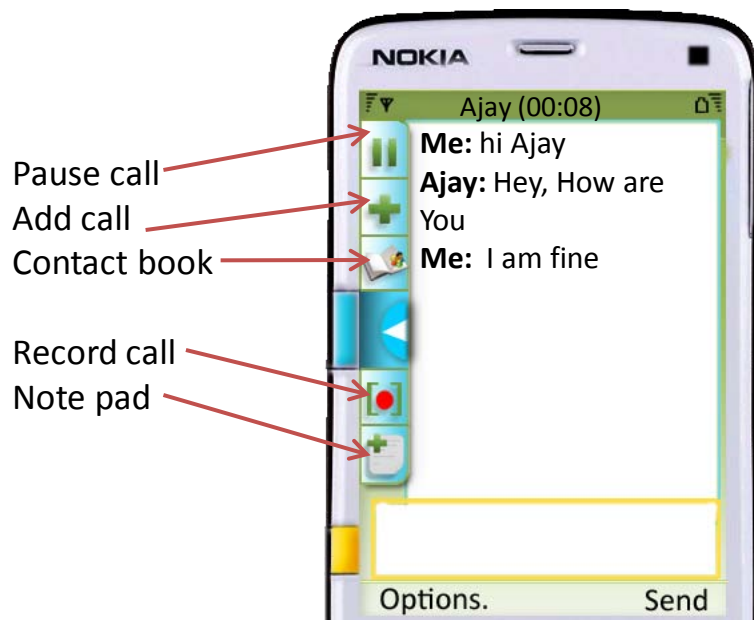 NOKIA
Ajay (00:08)
Me: hi Ajay
Ajay: Hey, How are
You
Me: I am fine
Pause call
Add call
Contact book
Record call
Note pad
Options.
Send